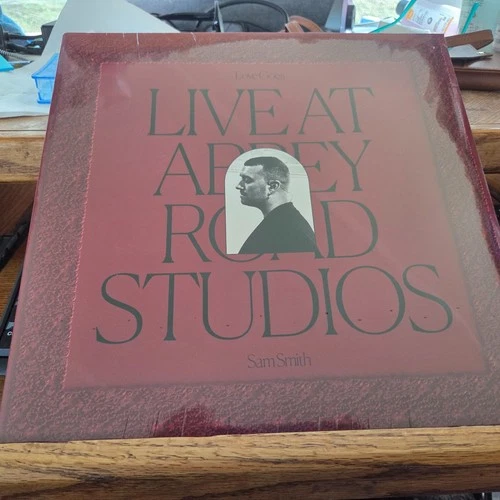 Love Goes
LIVE AT
ABBEY
ROAD
STUDIOS
Sam Smith